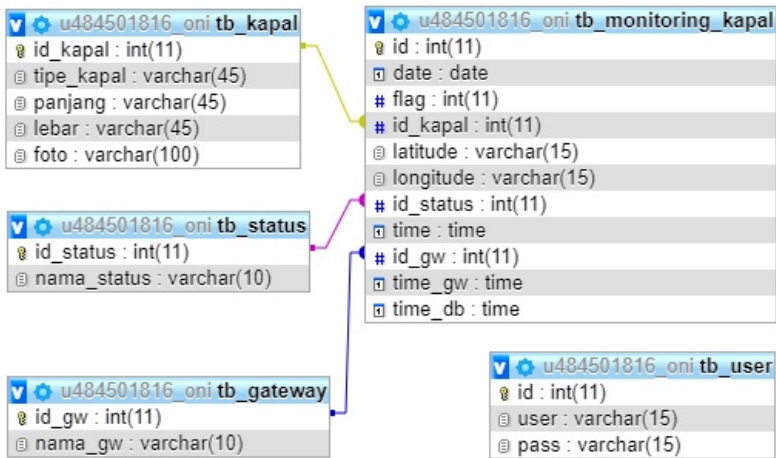 u484501816_oni tb_kapal
id_kapal : int(11)
tipe_kapal : varchar(45)
panjang : varchar(45)
lebar : varchar(45)
foto : varchar(100)
u484501816_oni tb_status
id_status : int(11)
nama_status : varchar(10)
u484501816_oni tb_gateway
id_gw : int(11)
nama_gw : varchar(10)
u484501816_oni tb_monitoring_kapal
id : int(11)
date : date
# flag : int(11)
# id_kapal : int(11)
latitude : varchar(15)
longitude : varchar(15)
# id_status : int(11)
time : time
# id_gw : int(11)
time_gw : time
time_db : time
u484501816_oni tb_user
id : int(11)
user : varchar(15)
pass : varchar(15)